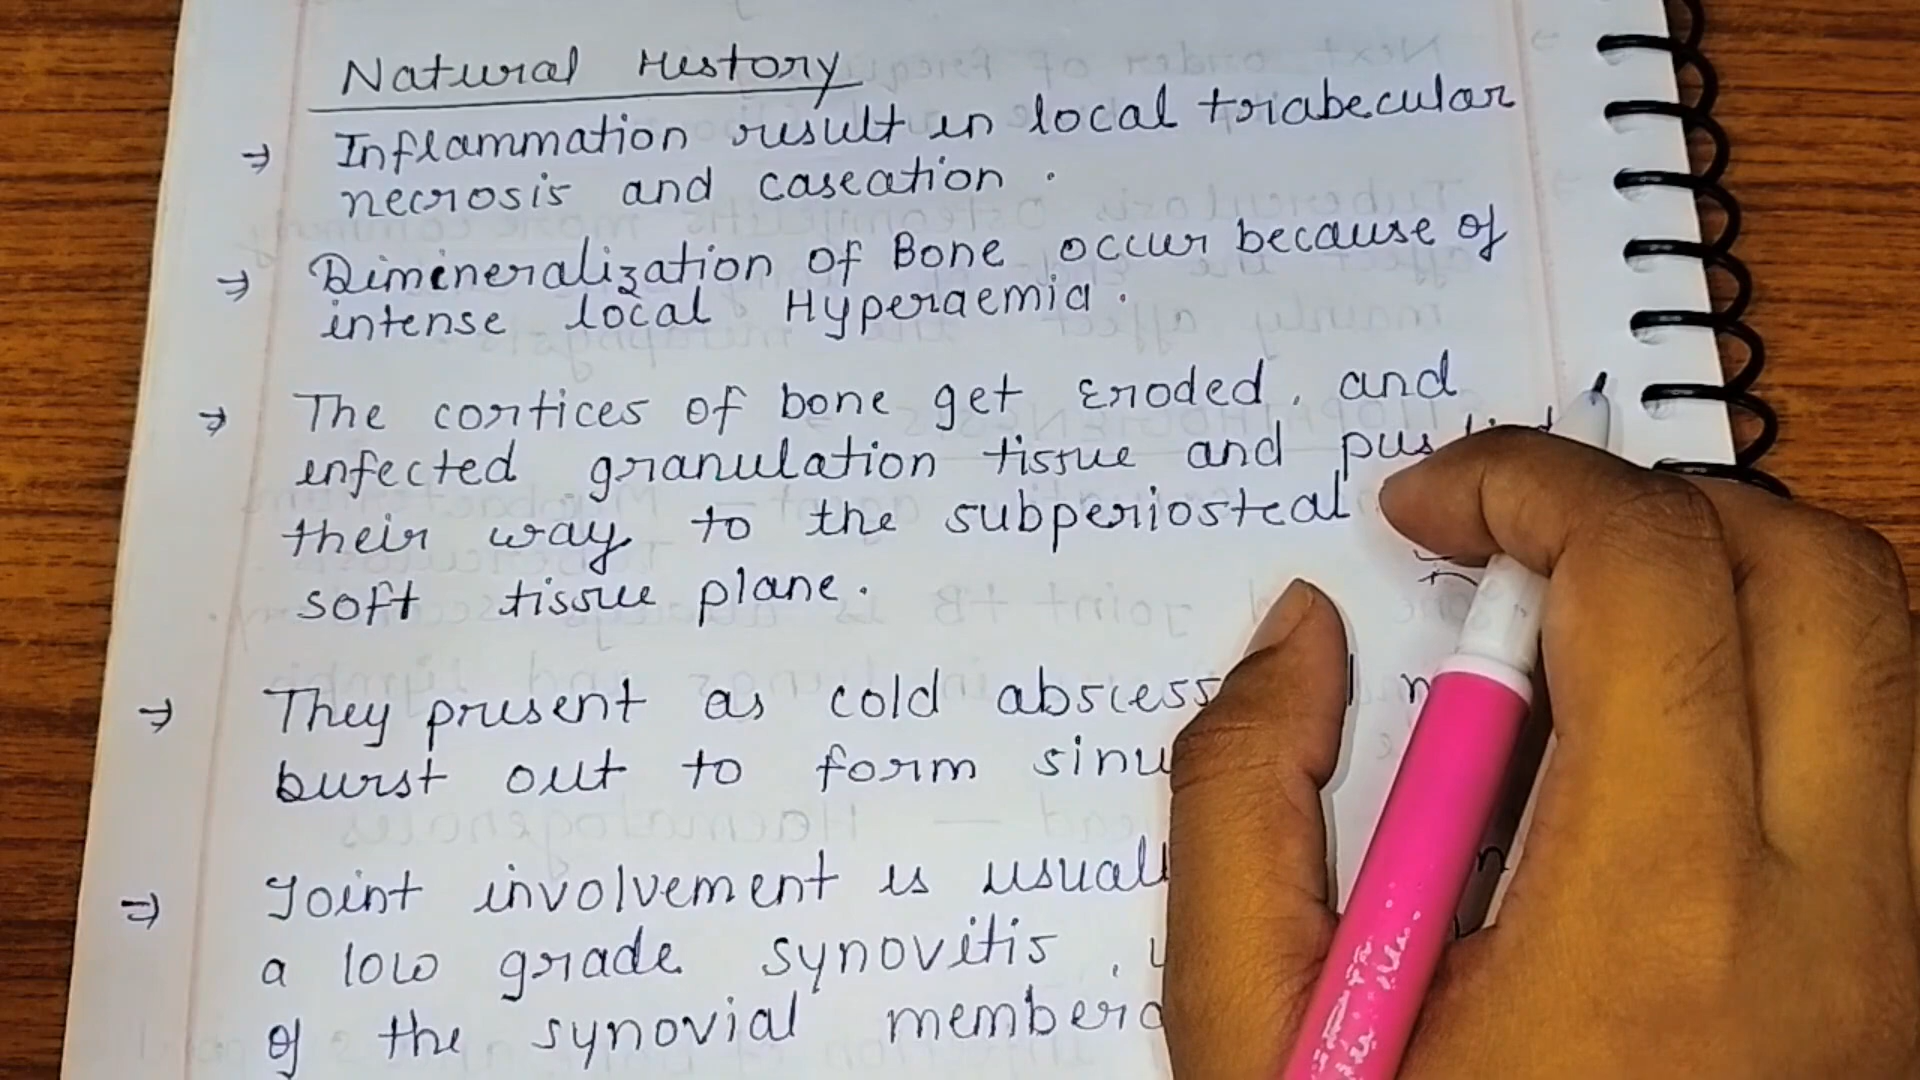 Natural History
⇒ Inflammation result in local trabecular
necrosis and caseation.
⇒ Dimineralization of Bone occur because of
intense local Hyperaemia.
⇒ The cortices of bone get Eroded, and
infected granulation tissue and pus
their way to the subperiosteal
soft tissue plane.
⇒ They present as cold abscess
burst out to form
⇒ Joint involvement is
a low grade synovitis,
of the synovial